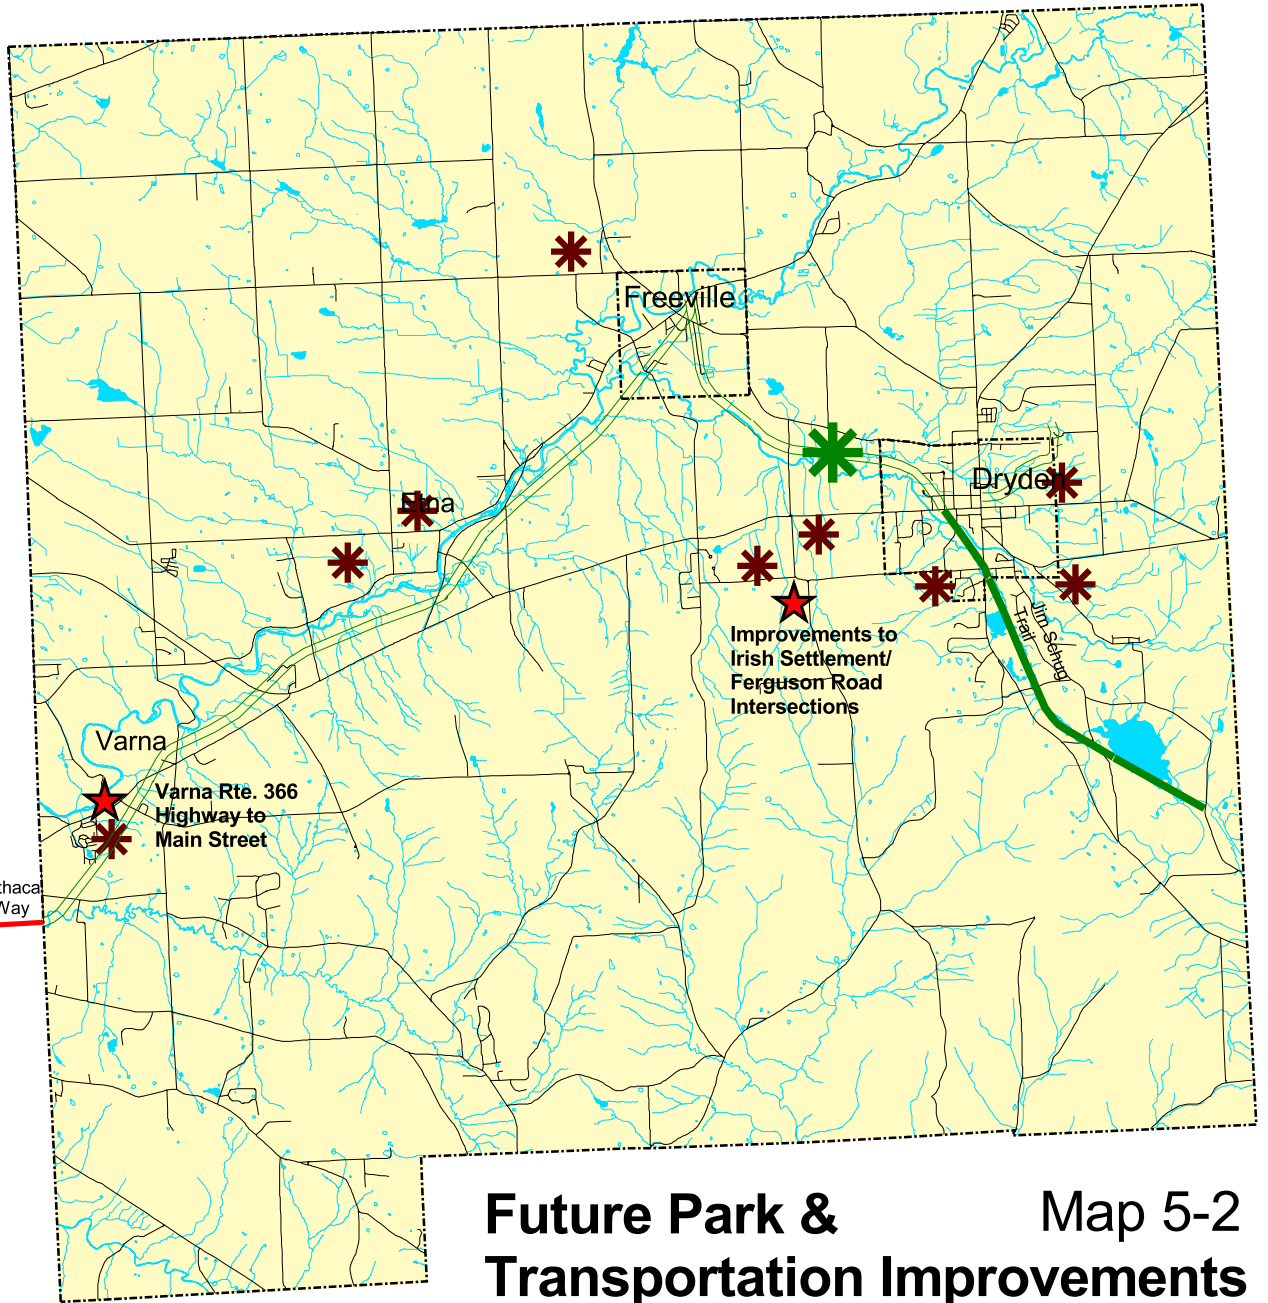 Freeville
Dryden
Etna
Improvements to
Irish Settlement/
Ferguson Road
Intersections
Jim Schug
Trail
Varna
Varna Rte. 366
Highway to
Main Street
thaca
Way
Future Park &
Map 5-2
Transportation Improvements